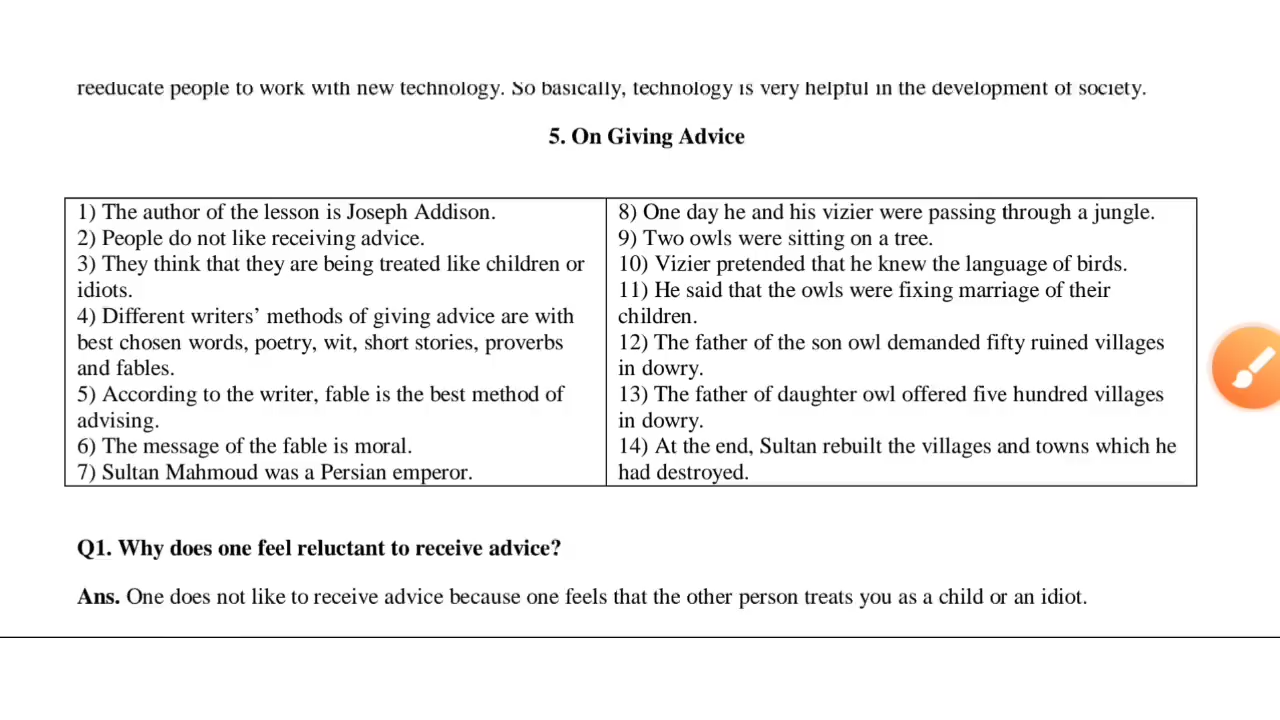 reeducate people to work with new technology. So basically, technology is very helpful in the development of society.
5. On Giving Advice
1) The author of the lesson is Joseph Addison.
2) People do not like receiving advice.
3) They think that they are being treated like children or
idiots.
4) Different writers’ methods of giving advice are with
best chosen words, poetry, wit, short stories, proverbs
and fables.
5) According to the writer, fable is the best method of
advising.
6) The message of the fable is moral.
7) Sultan Mahmoud was a Persian emperor.
8) One day he and his vizier were passing through a jungle.
9) Two owls were sitting on a tree.
10) Vizier pretended that he knew the language of birds.
11) He said that the owls were fixing marriage of their
children.
12) The father of the son owl demanded fifty ruined villages
in dowry.
13) The father of daughter owl offered five hundred villages
in dowry.
14) At the end, Sultan rebuilt the villages and towns which he
had destroyed.
Q1. Why does one feel reluctant to receive advice?
Ans. One does not like to receive advice because one feels that the other person treats you as a child or an idiot.